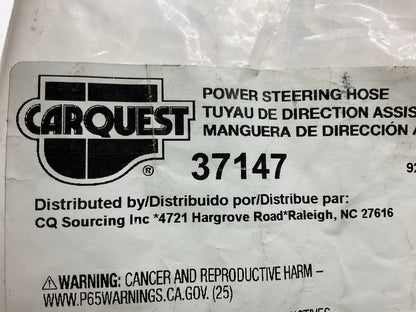 CARQUEST
®
POWER STEERING HOSE
TUYAU DE DIRECTION ASSIS
MANGUERA DE DIRECCIÓN A
37147
92
Distributed by/Distribuido por/Distribue par:
CQ Sourcing Inc *4721 Hargrove Road*Raleigh, NC 27616
⚠WARNING: CANCER AND REPRODUCTIVE HARM –
WWW.P65WARNINGS.CA.GOV. (25)